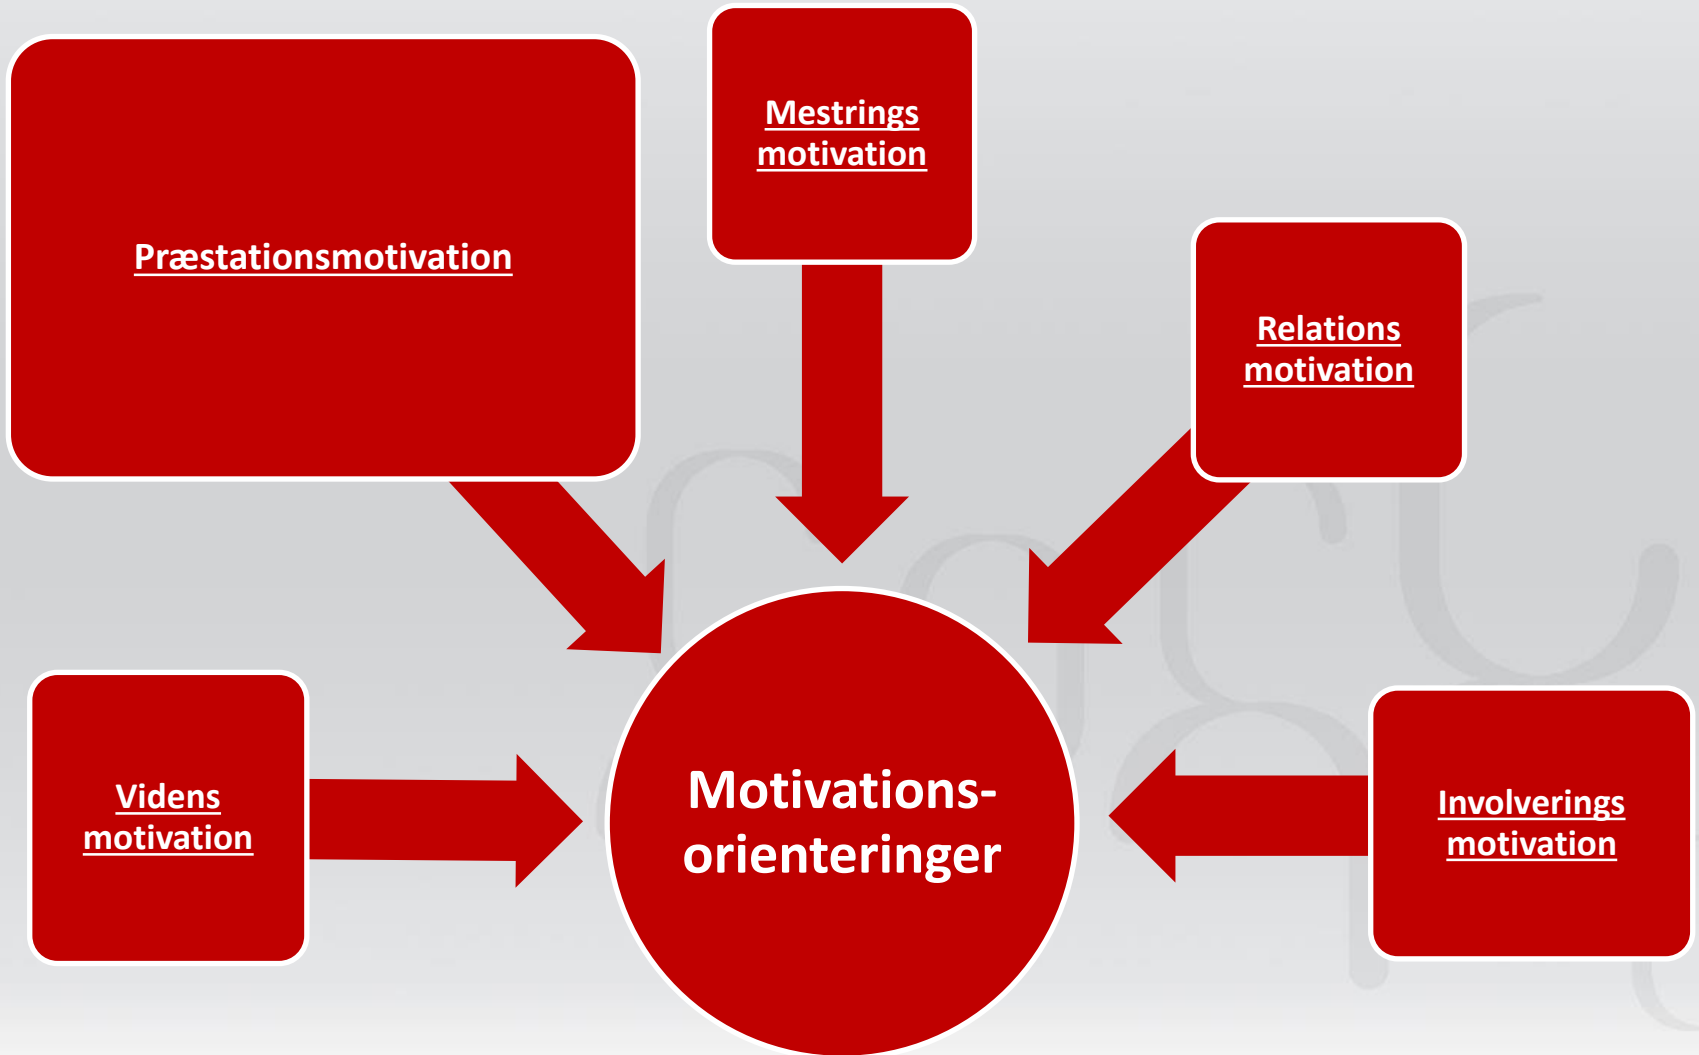 Præstationsmotivation
Mestrings
motivation
Relations
motivation
Videns
motivation
Motivations-
orienteringer
Involverings
motivation